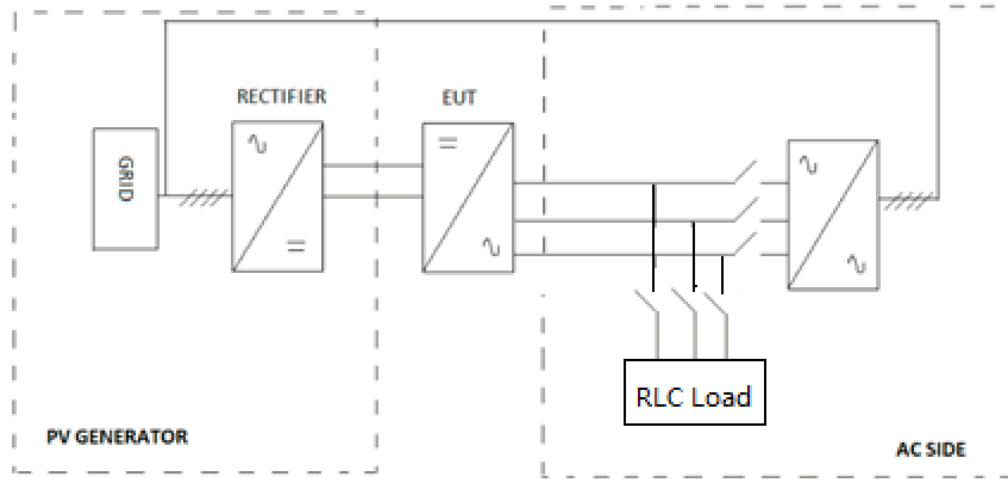 RECTIFIER
EUT
GRID
RLC Load
PV GENERATOR
AC SIDE